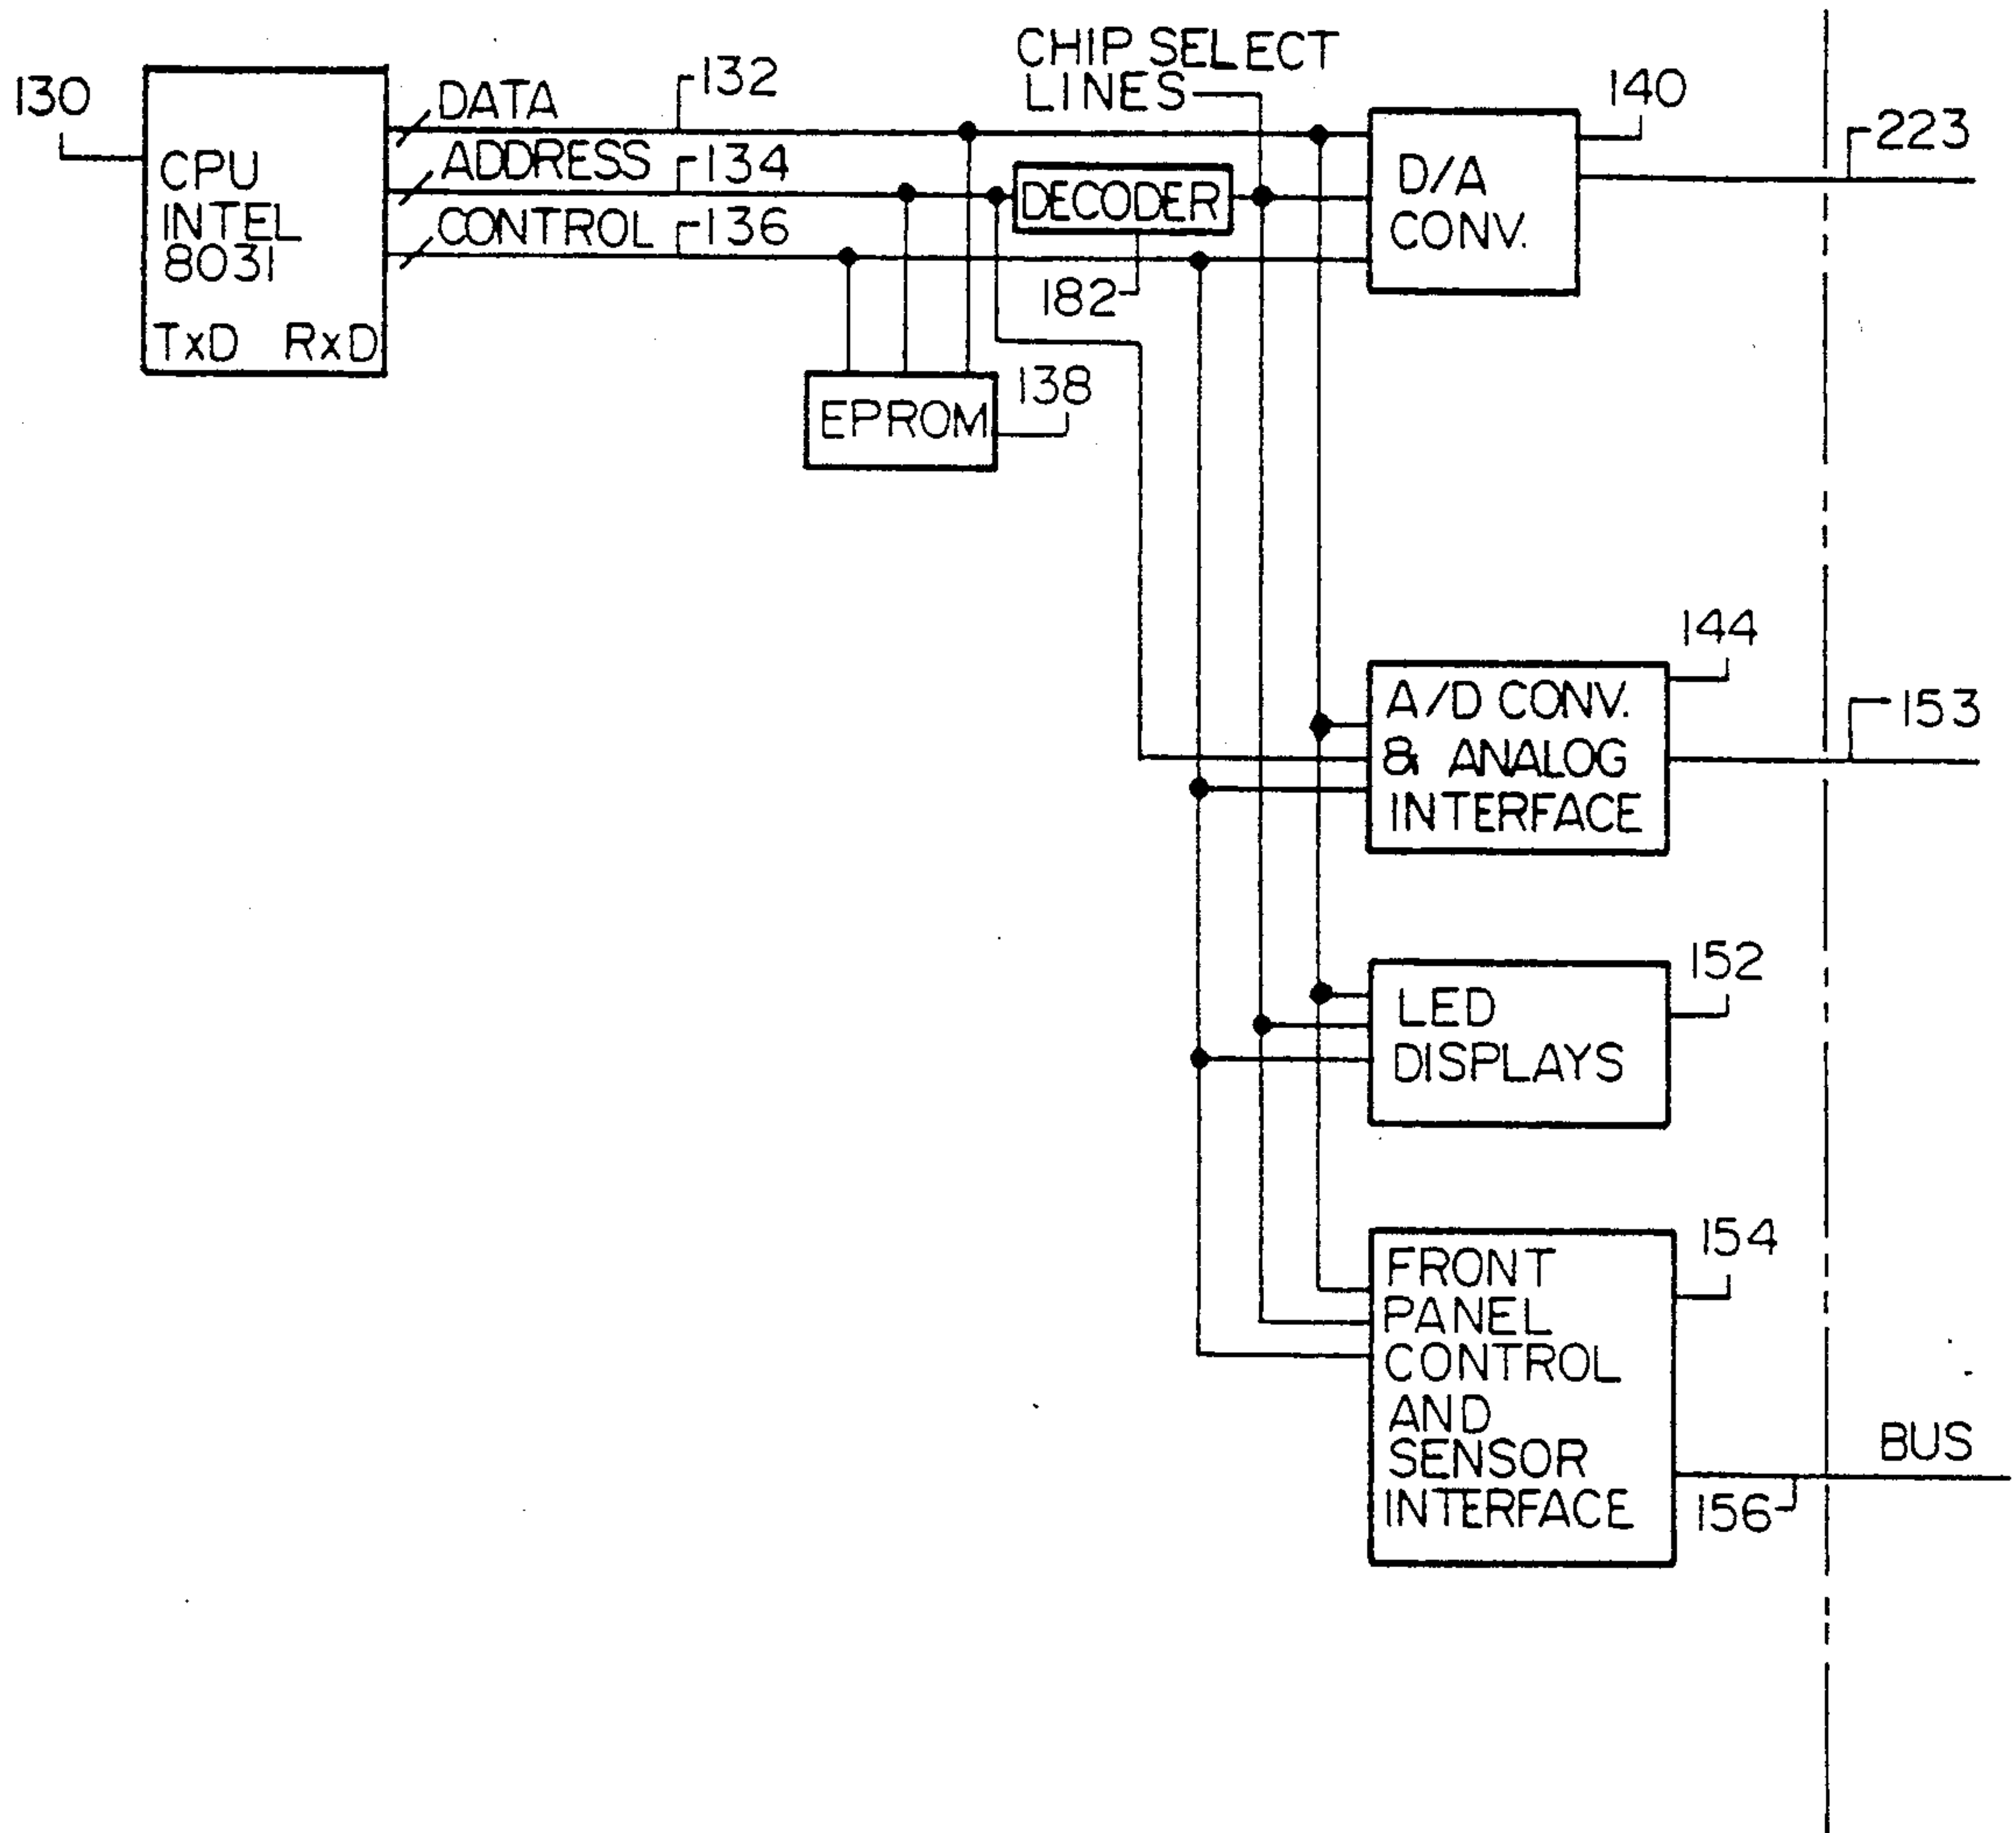 130
CPU
INTEL
8031
TxD RxD
DATA
132
ADDRESS
134
CONTROL
136
CHIP SELECT
LINES
DECODER
182
EPROM
138
D/A
CONV.
140
223
A/D CONV.
& ANALOG
INTERFACE
144
153
LED
DISPLAYS
152
FRONT
PANEL
CONTROL
AND
SENSOR
INTERFACE
154
BUS
156